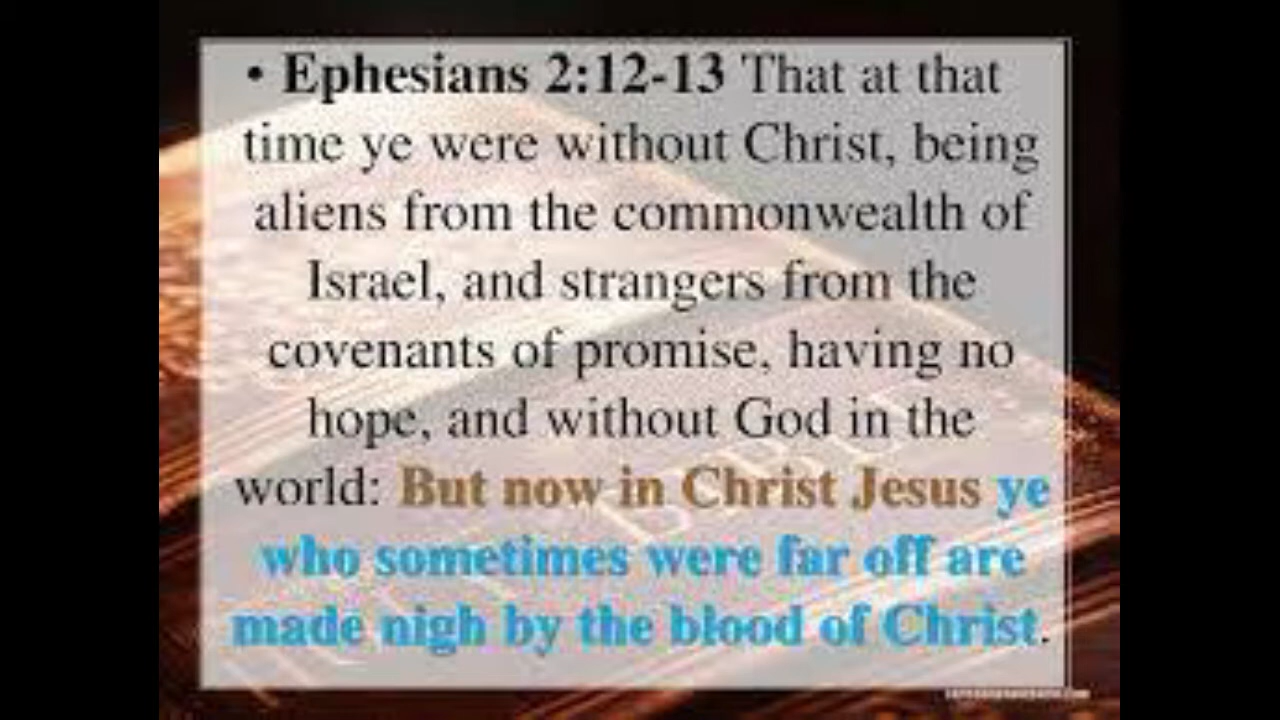 • Ephesians 2:12-13 That at that
time ye were without Christ, being
aliens from the commonwealth of
Israel, and strangers from the
covenants of promise, having no
hope, and without God in the
world: But now in Christ Jesus ye
who sometimes were far off are
made nigh by the blood of Christ.
BIBLE